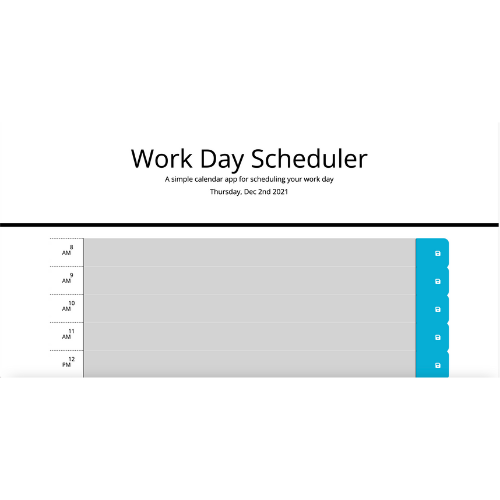 Work Day Scheduler
A simple calendar app for scheduling your work day
Thursday, Dec 2nd 2021
8
AM
9
AM
10
AM
11
AM
12
PM